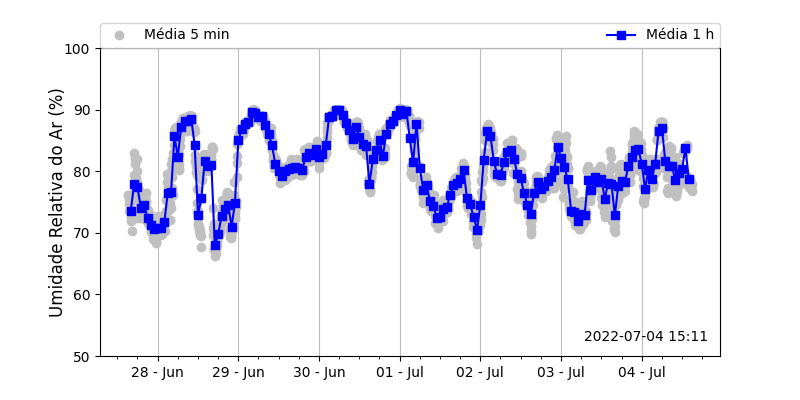 Média 5 min
Média 1 h
Umidade Relativa do Ar (%)
100
90
80
70
60
50
2022-07-04 15:11
28 - Jun
29 - Jun
30 - Jun
01 - Jul
02 - Jul
03 - Jul
04 - Jul